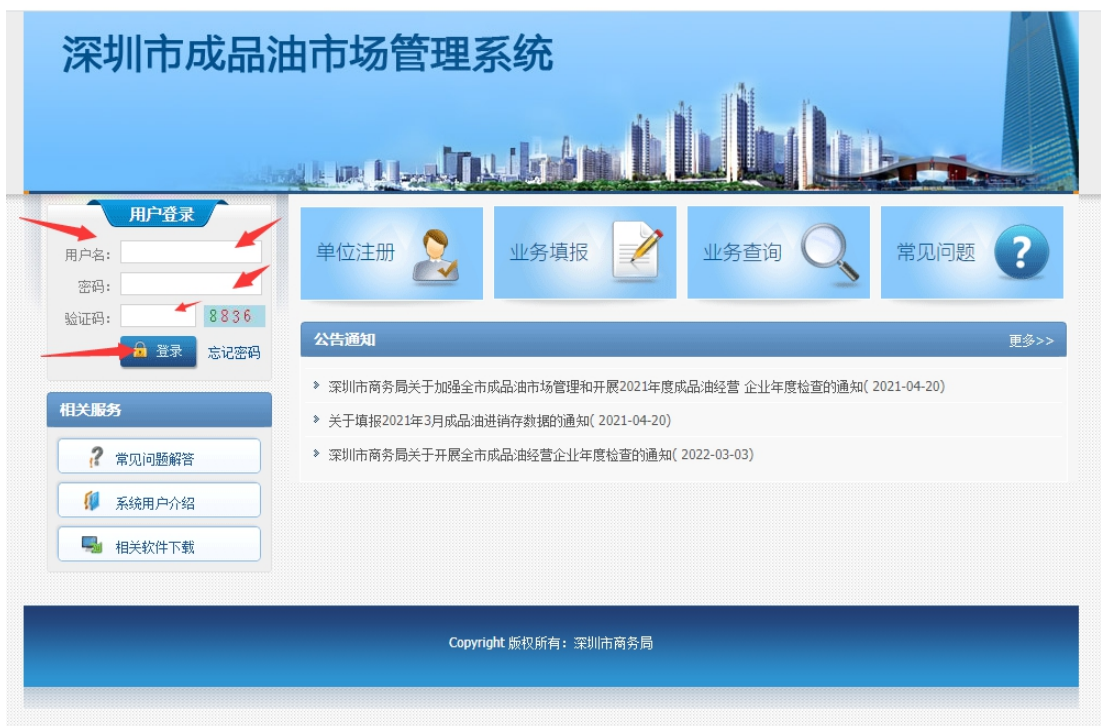 深圳市成品油市场管理系统
用户登录
用户名:
密码:
验证码:
8836
登录 忘记密码
单位注册
业务填报
业务查询
常见问题
?
公告通知 更多>>
深圳市商务局关于加强全市成品油市场管理和开展2021年度成品油经营 企业年度检查的通知( 2021-04-20)
关于填报2021年3月成品油进销存数据的通知( 2021-04-20)
深圳市商务局关于开展全市成品油经营企业年度检查的通知( 2022-03-03)
相关服务
常见问题解答
系统用户介绍
相关软件下载
Copyright 版权所有: 深圳市商务局